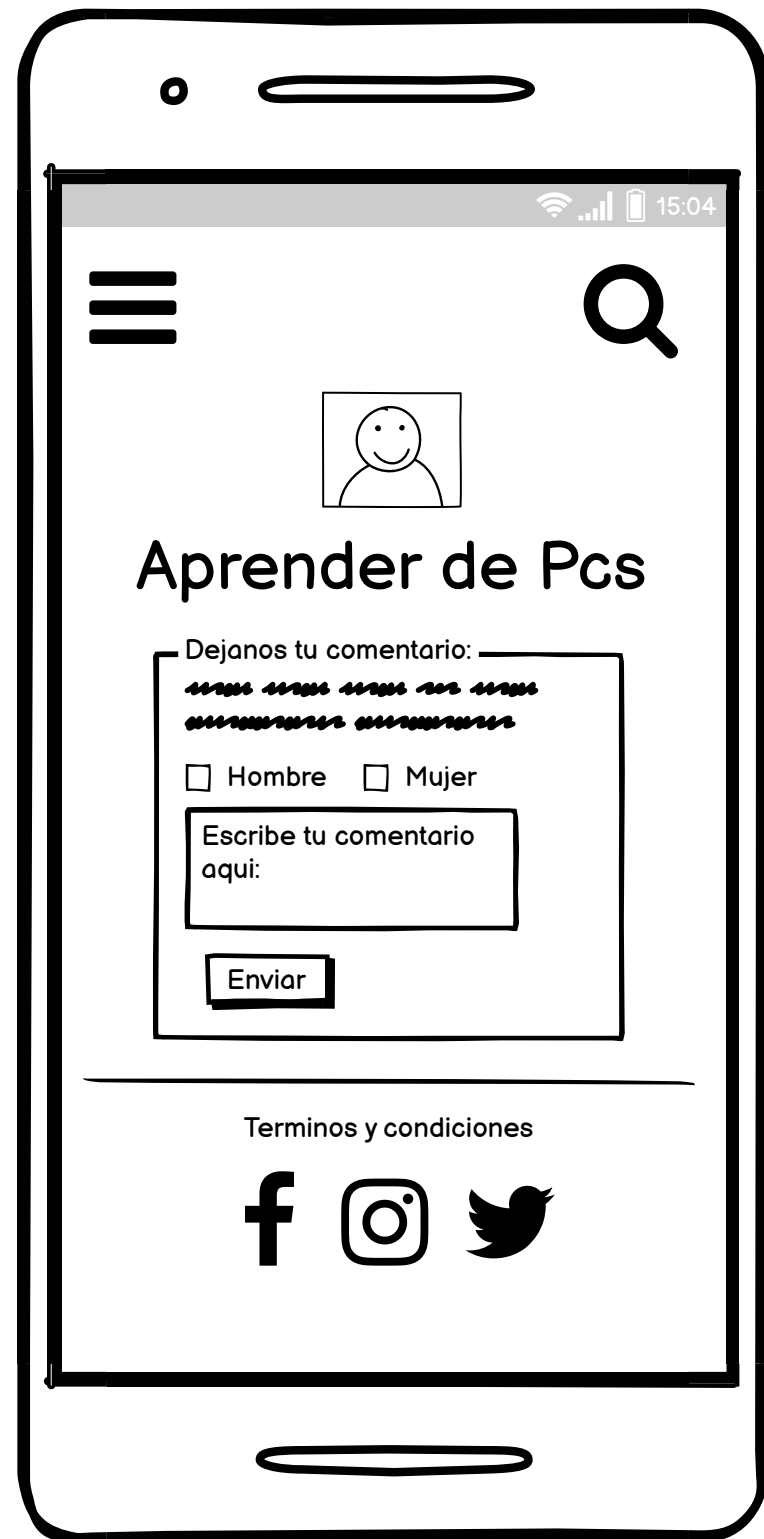 15:04
Aprender de Pcs
Dejanos tu comentario:
Hombre Mujer
Escribe tu comentario
aqui:
Enviar
Terminos y condiciones